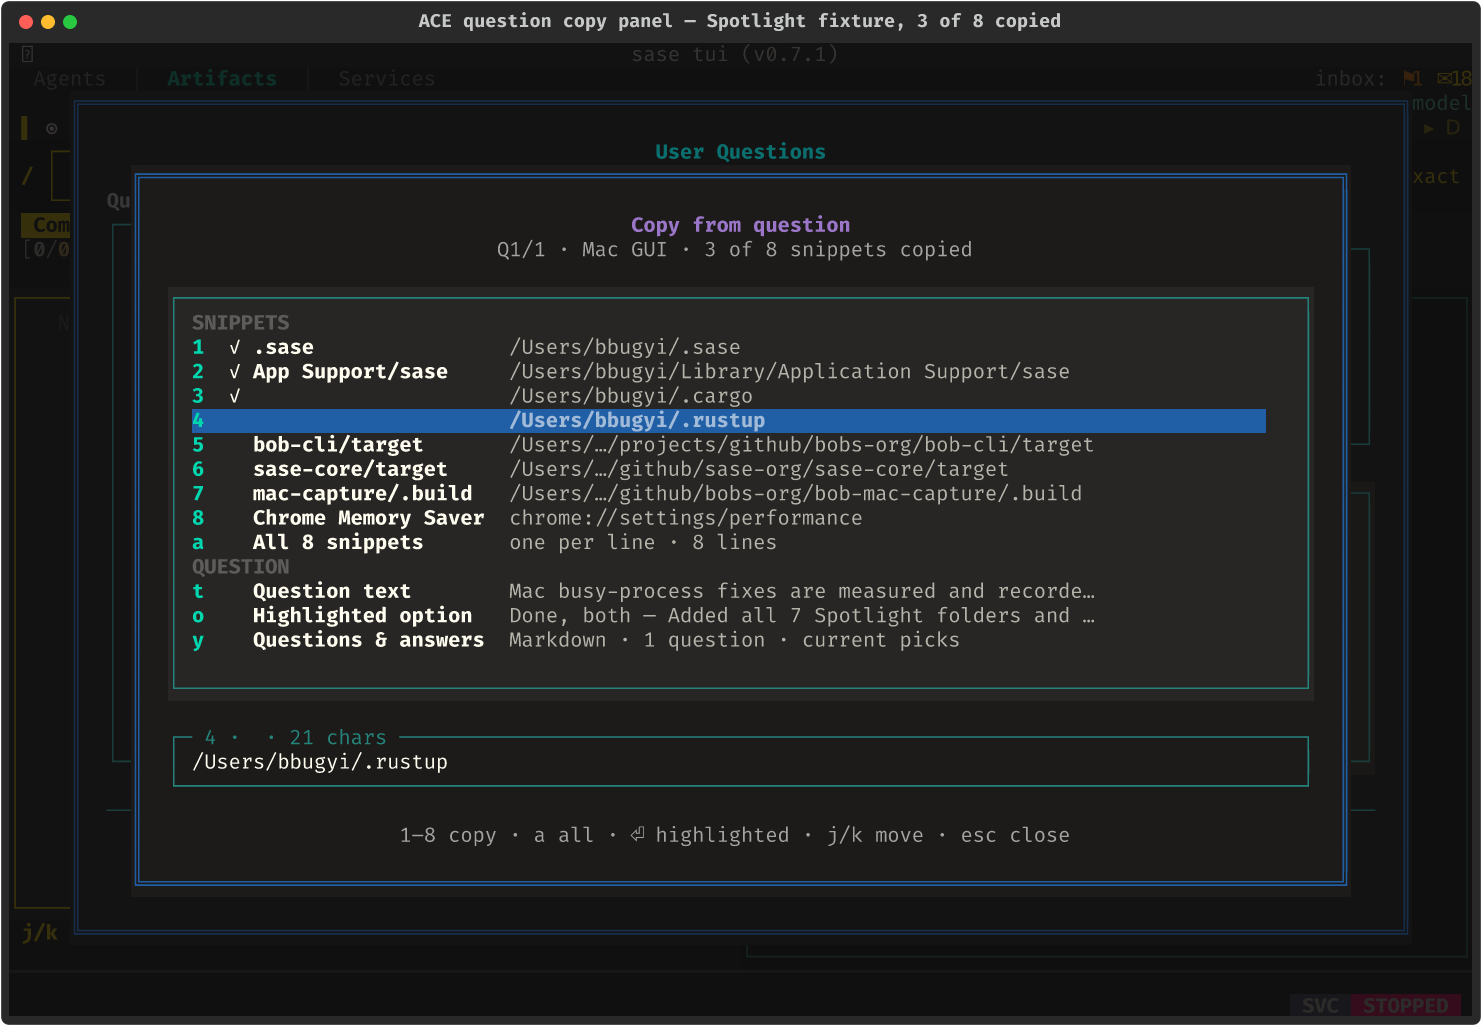 ACE question copy panel — Spotlight fixture, 3 of 8 copied
sase tui (v0.7.1)
Agents | Artifacts | Services inbox: ⚑1 ✉18
model
▸ D
User Questions
/ xact
Qu
Com
[0/0
Copy from question
Q1/1 · Mac GUI · 3 of 8 snippets copied
N
SNIPPETS
1 √ .sase /Users/bbugyi/.sase
2 √ App Support/sase /Users/bbugyi/Library/Application Support/sase
3 √ /Users/bbugyi/.cargo
4 /Users/bbugyi/.rustup
5 bob-cli/target /Users/…/projects/github/bobs-org/bob-cli/target
6 sase-core/target /Users/…/github/sase-org/sase-core/target
7 mac-capture/.build /Users/…/github/bobs-org/bob-mac-capture/.build
8 Chrome Memory Saver chrome://settings/performance
a All 8 snippets one per line · 8 lines
QUESTION
t Question text Mac busy-process fixes are measured and recorde…
o Highlighted option Done, both — Added all 7 Spotlight folders and …
y Questions & answers Markdown · 1 question · current picks
4 · · 21 chars
/Users/bbugyi/.rustup
1–8 copy · a all · ⏎ highlighted · j/k move · esc close
j/k
SVC STOPPED